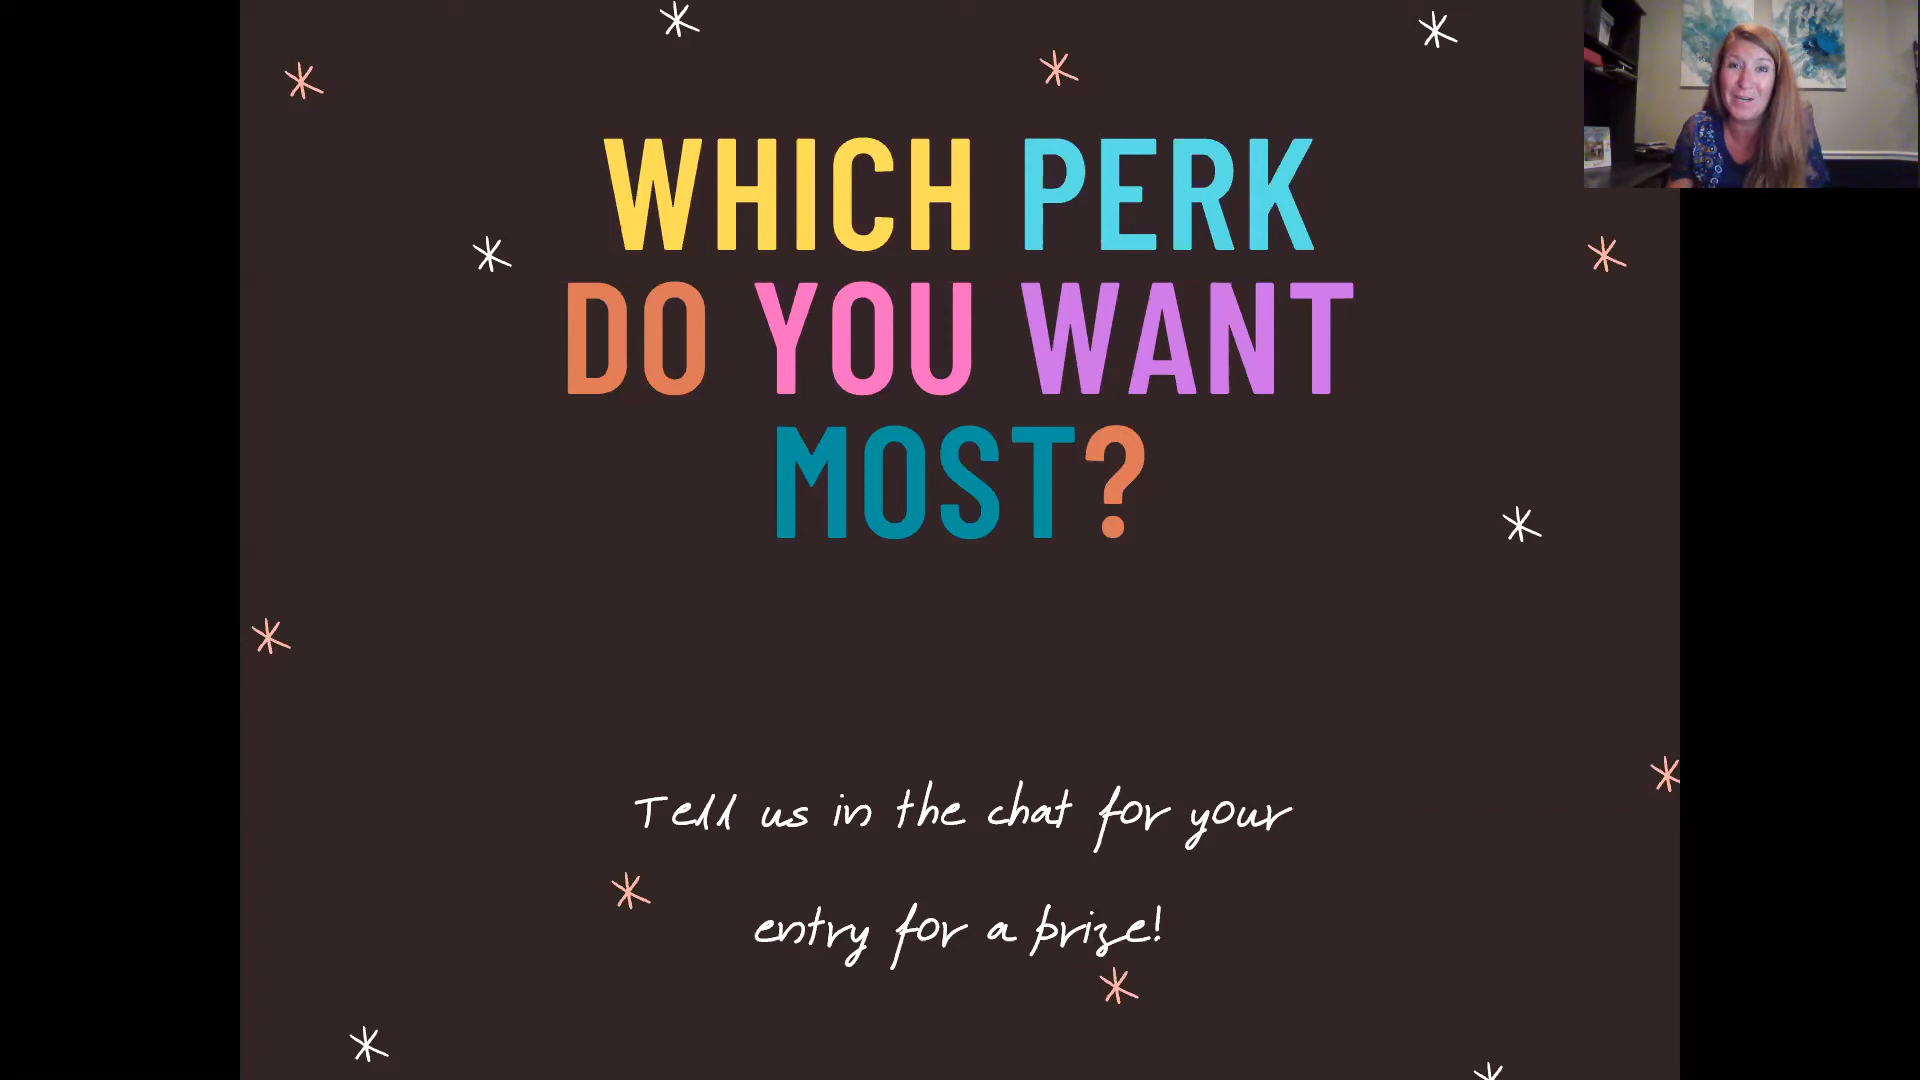 WHICH PERK
DO YOU WANT
MOST?
Tell us in the chat for your
entry for a prize!